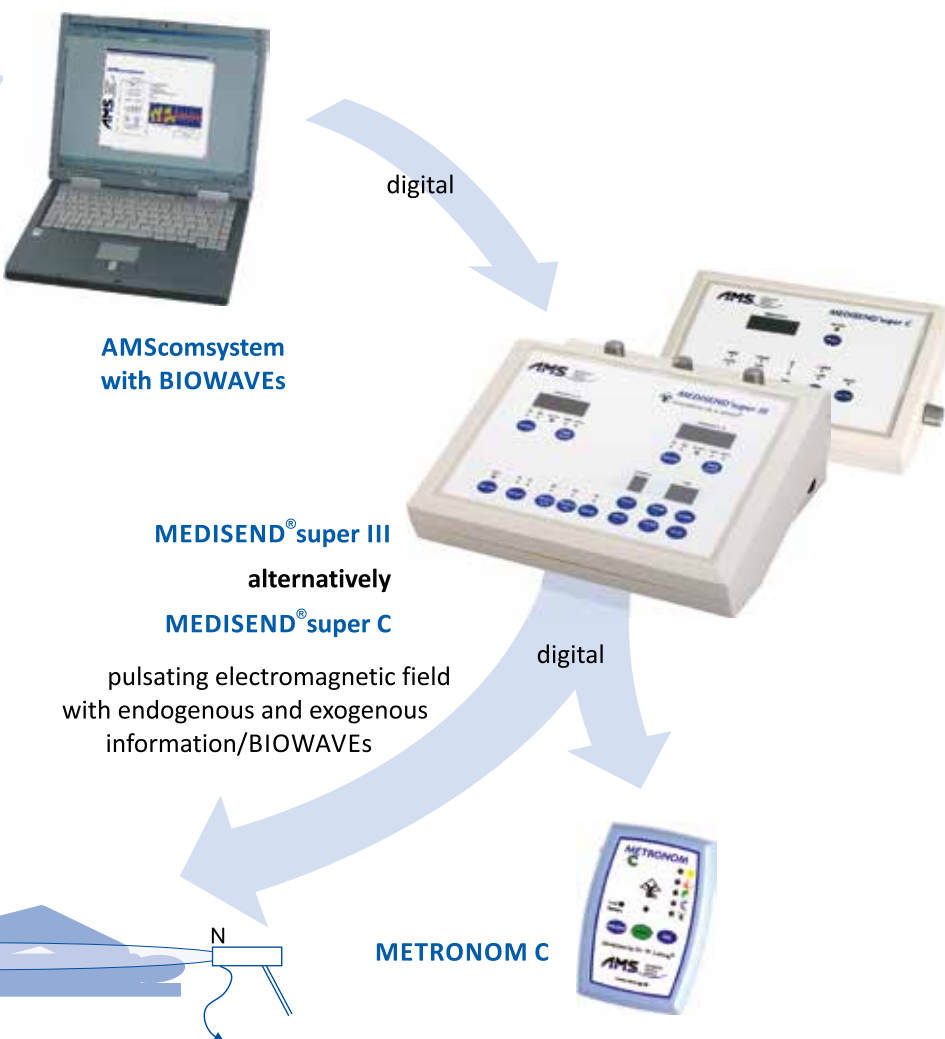 AMS
digital
AMScomsystem
with BIOWAVEs
AMS
MEDISEND®super C
AMS
MEDISEND®super III
MEDISEND®super III
alternatively
MEDISEND®super C
digital
pulsating electromagnetic field
with endogenous and exogenous
information/BIOWAVEs
METRONOM
C
N
METRONOM C
AMS